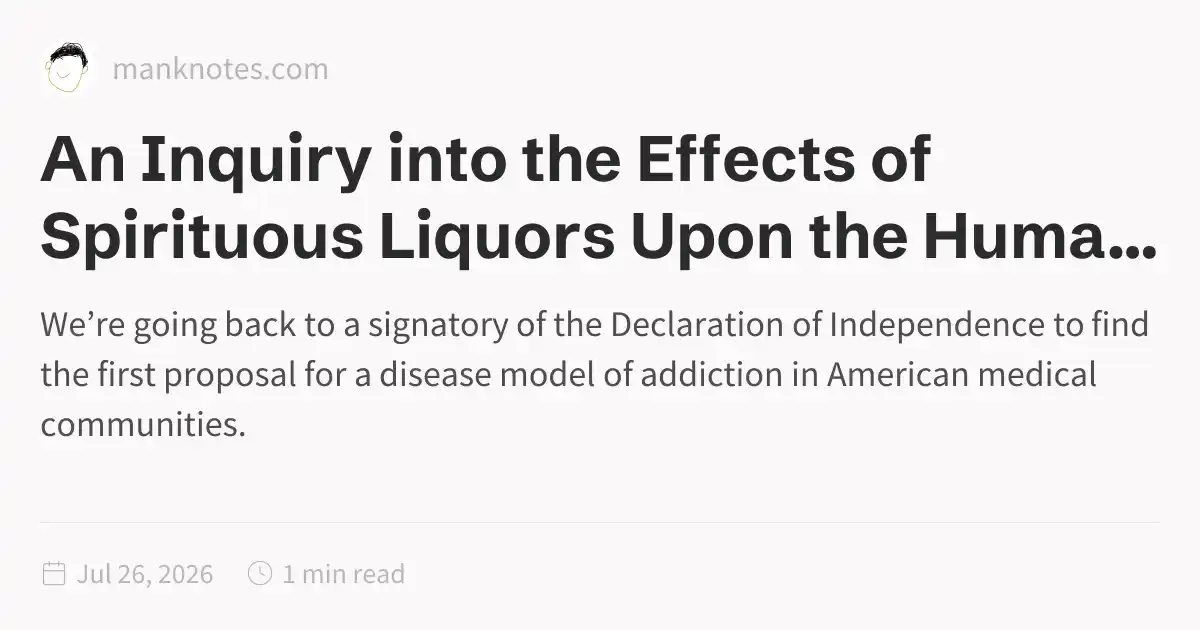 manknotes.com
An Inquiry into the Effects of
Spirituous Liquors Upon the Huma...
We’re going back to a signatory of the Declaration of Independence to find
the first proposal for a disease model of addiction in American medical
communities.
Jul 26, 2026
1 min read